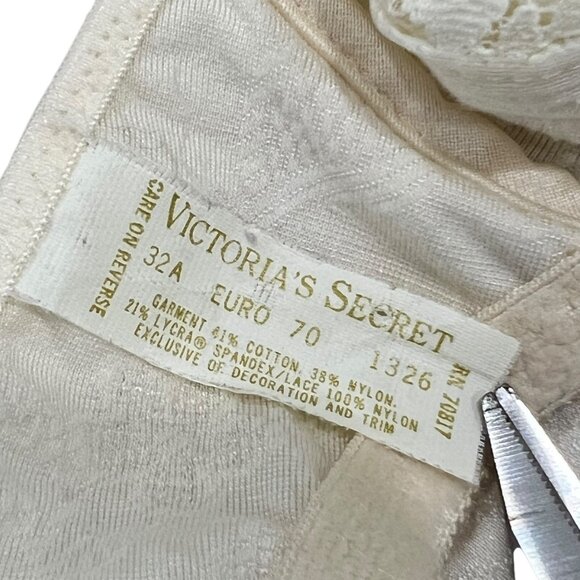 CARE ON REVERSE
VICTORIA'S SECRET
32A EURO 70 1326
GARMENT 41% COTTON, 38% NYLON,
21% LYCRA® SPANDEX/LACE 100% NYLON
EXCLUSIVE OF DECORATION AND TRIM
RN 70817